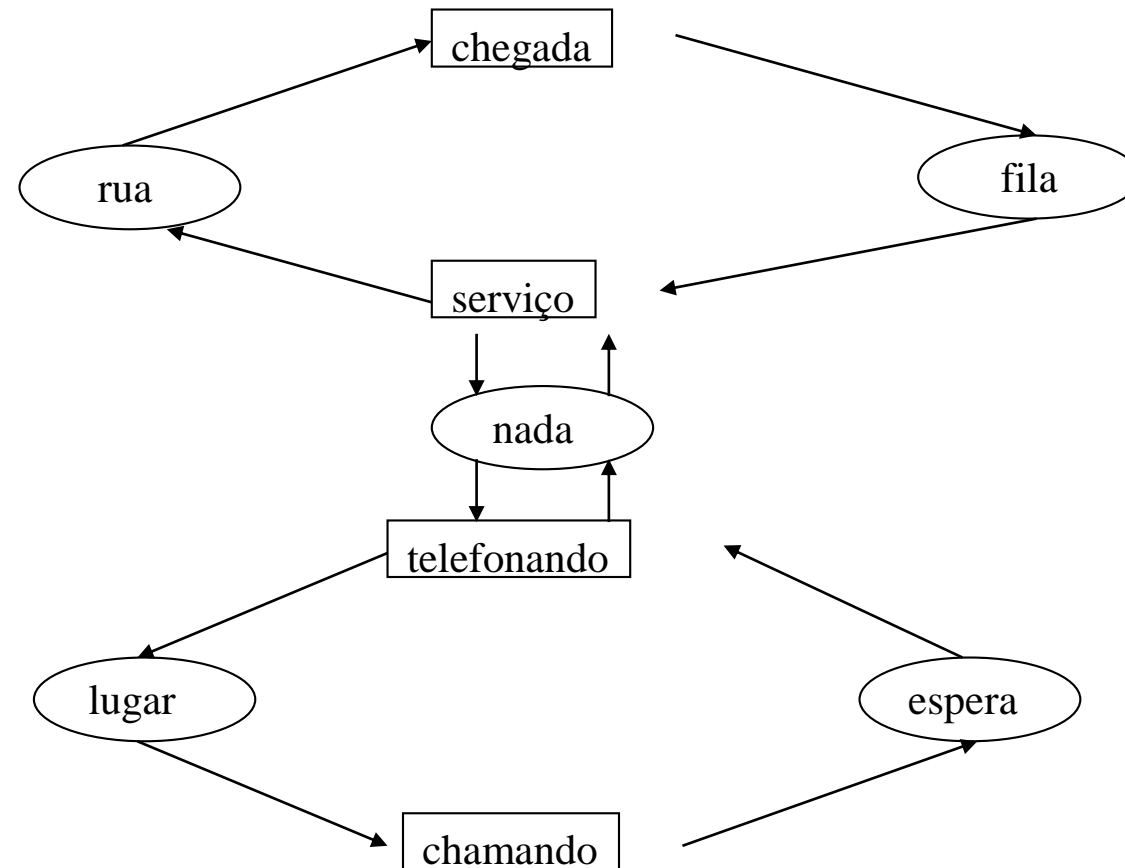 chegada
rua
fila
serviço
nada
telefonando
lugar
espera
chamando